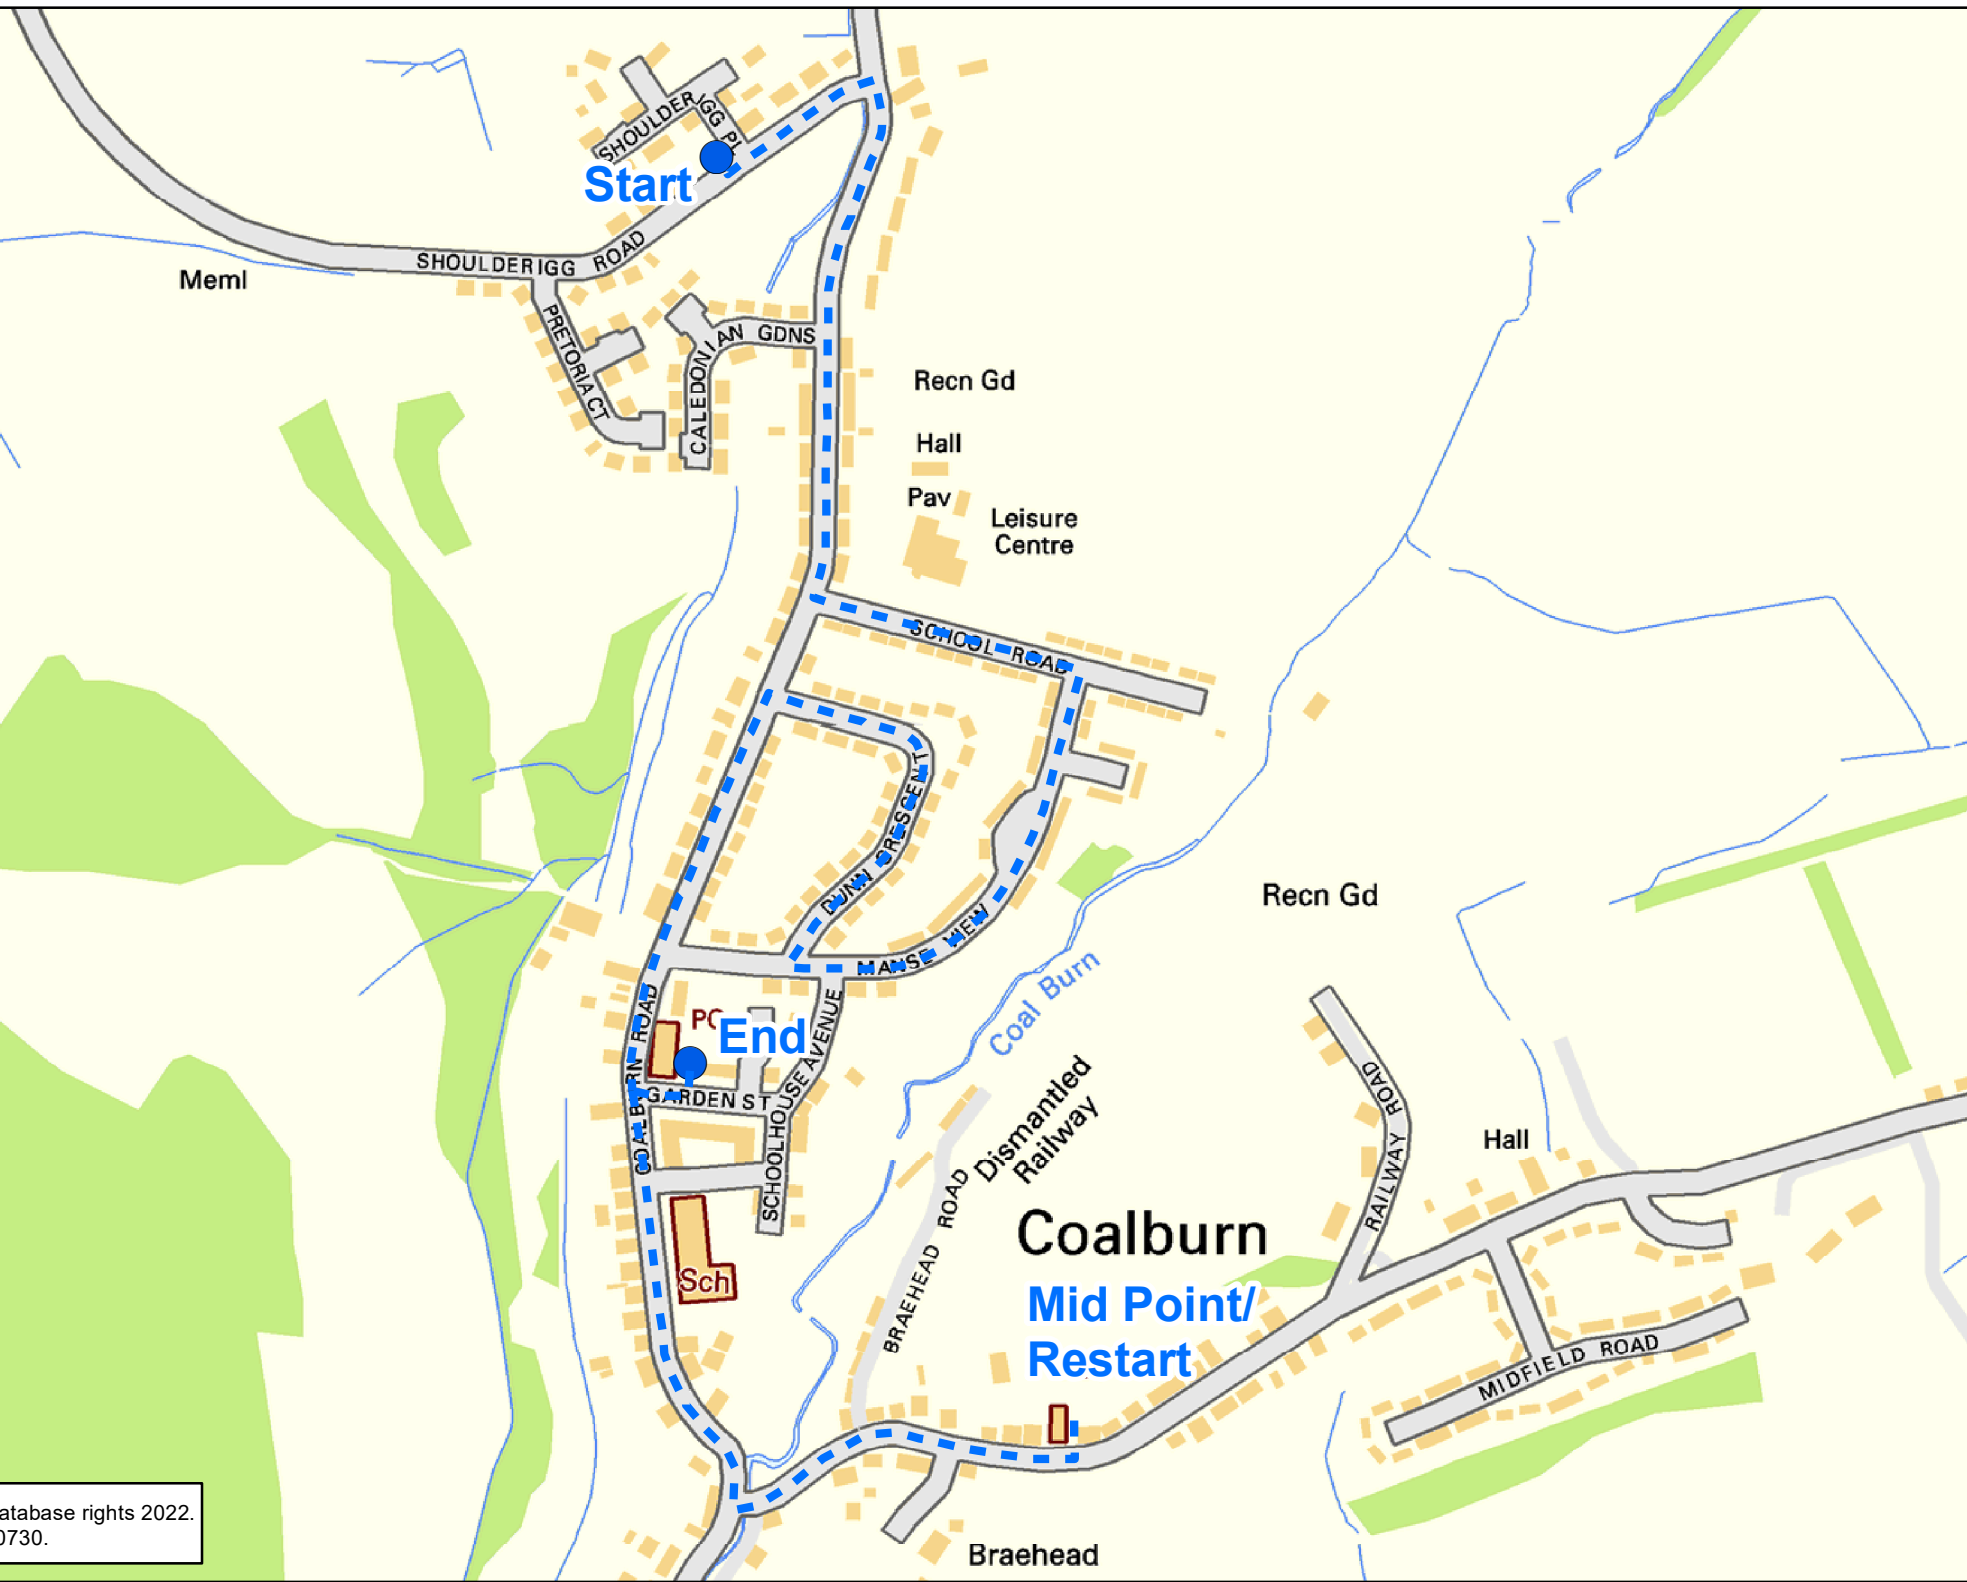 SHOULDERIGG PL
Start
SHOULDERIGG ROAD
Meml
PRETORIA CT
CALEDONIAN GDNS
Recn Gd
Hall
Pav
Leisure
Centre
SCHOOL ROAD
DUNN CRESCENT
MANSE VIEW
Recn Gd
COALBURN ROAD
PO
End
GARDEN ST
SCHOOLHOUSE AVENUE
Coal Burn
Dismantled
Railway
BRAEHEAD ROAD
RAILWAY ROAD
Hall
Coalburn
Sch
Mid Point/
Restart
MIDFIELD ROAD
atabase rights 2022.
0730.
Braehead